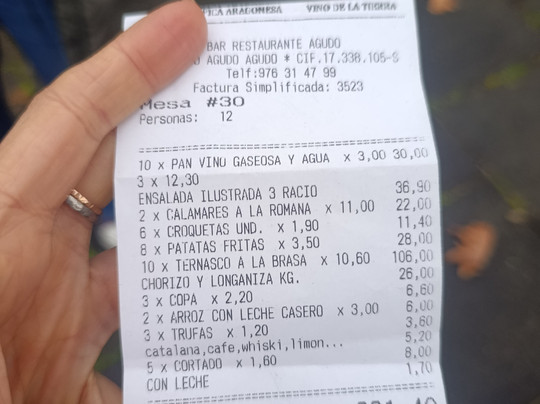 ARAGONESA VINO DE LA TIERRA
BAR RESTAURANTE AGUDO
AGUDO AGUDO * CIF.17.338.105-S
Telf:976 31 47 99
Factura Simplificada: 3523
Mesa #30
Personas: 12
10 x PAN VINO GASEOSA Y AGUA x 3,00 30,00
3 x 12,30
ENSALADA ILUSTRADA 3 RACIO 36,90
2 x CALAMARES A LA ROMANA x 11,00 22,00
6 x CROQUETAS UND. x 1,90 11,40
8 x PATATAS FRITAS x 3,50 28,00
10 x TERNASCO A LA BRASA x 10,60 106,00
CHORIZO Y LONGANIZA KG. 26,00
3 x COPA x 2,20 6,60
2 x ARROZ CON LECHE CASERO x 3,00 6,00
3 x TRUFAS x 1,20 3,60
catalana,cafe,whiski,limon... 5,20
5 x CORTADO x 1,60 8,00
CON LECHE 1,70